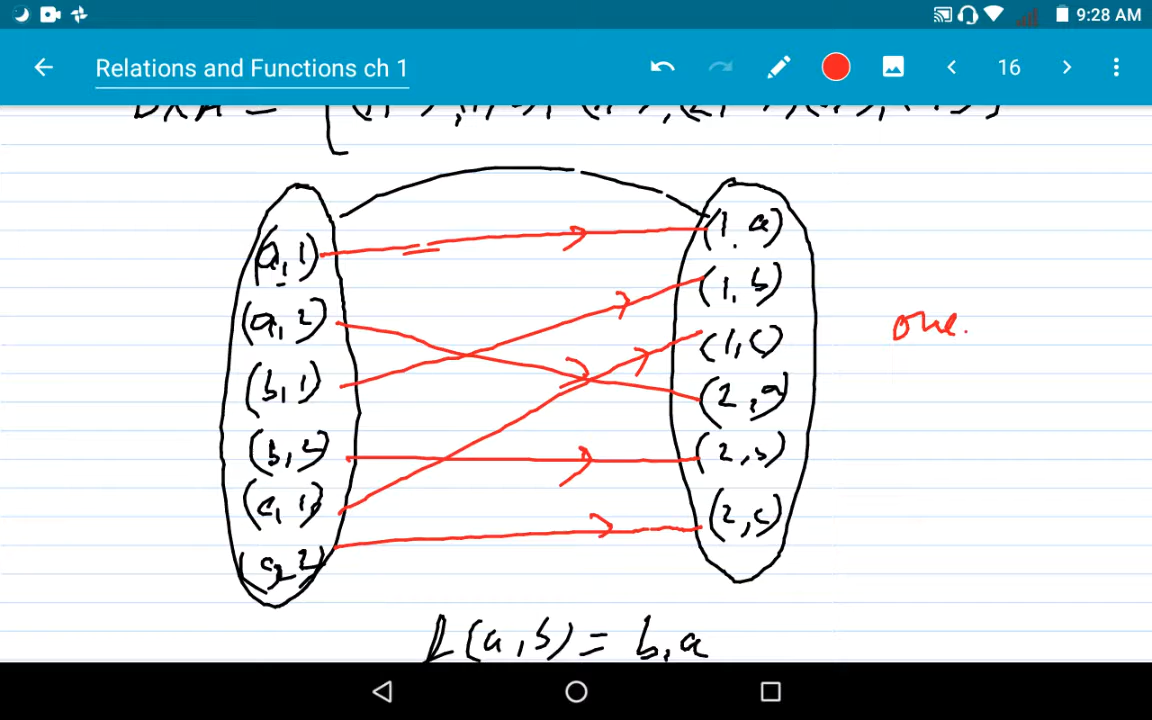 9:28 AM
Relations and Functions ch 1
16
(a, 1)
(a, 2)
(b, 1)
(b, 2)
(c, 1)
(c, 2)
(1, a)
(1, b)
(1, c)
(2, a)
(2, b)
(2, c)
one.
f(a, b) = b, a